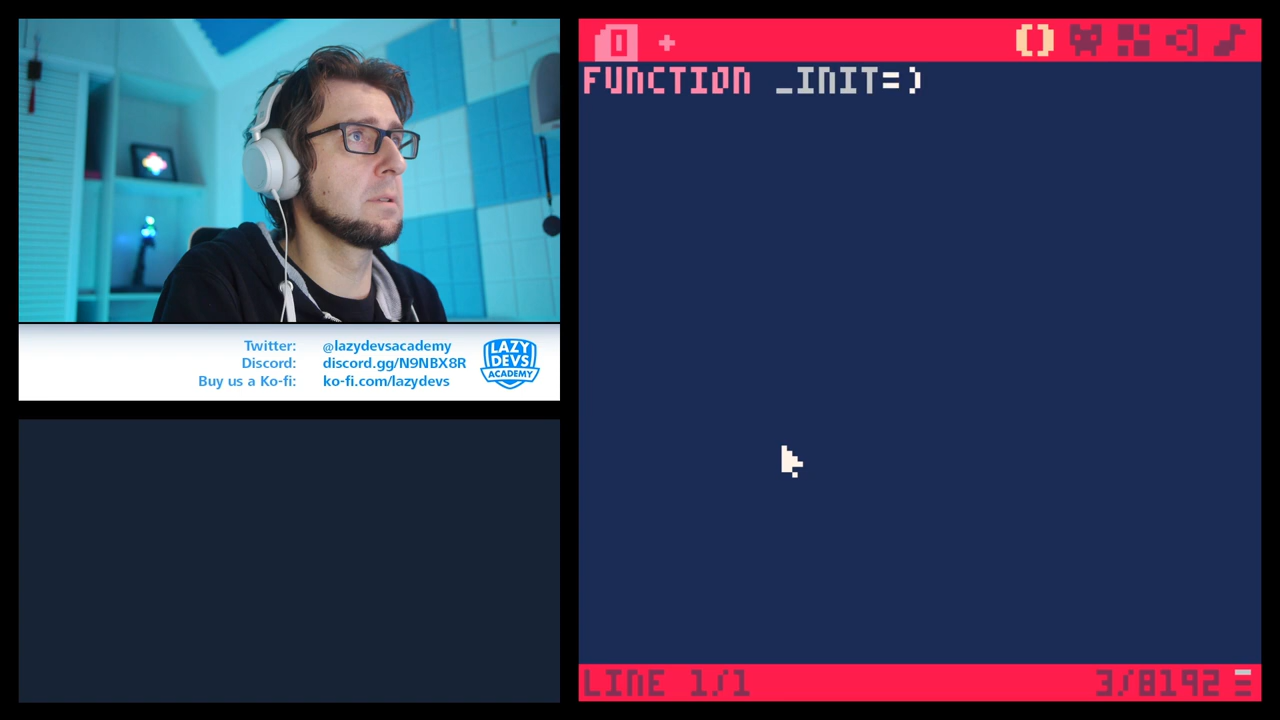 FUNCTION _INIT=)
Twitter: @lazydevsacademy
Discord: discord.gg/N9NBX8R
Buy us a Ko-fi: ko-fi.com/lazydevs
LAZY
DEVS
ACADEMY
LINE 1/1
3/8192